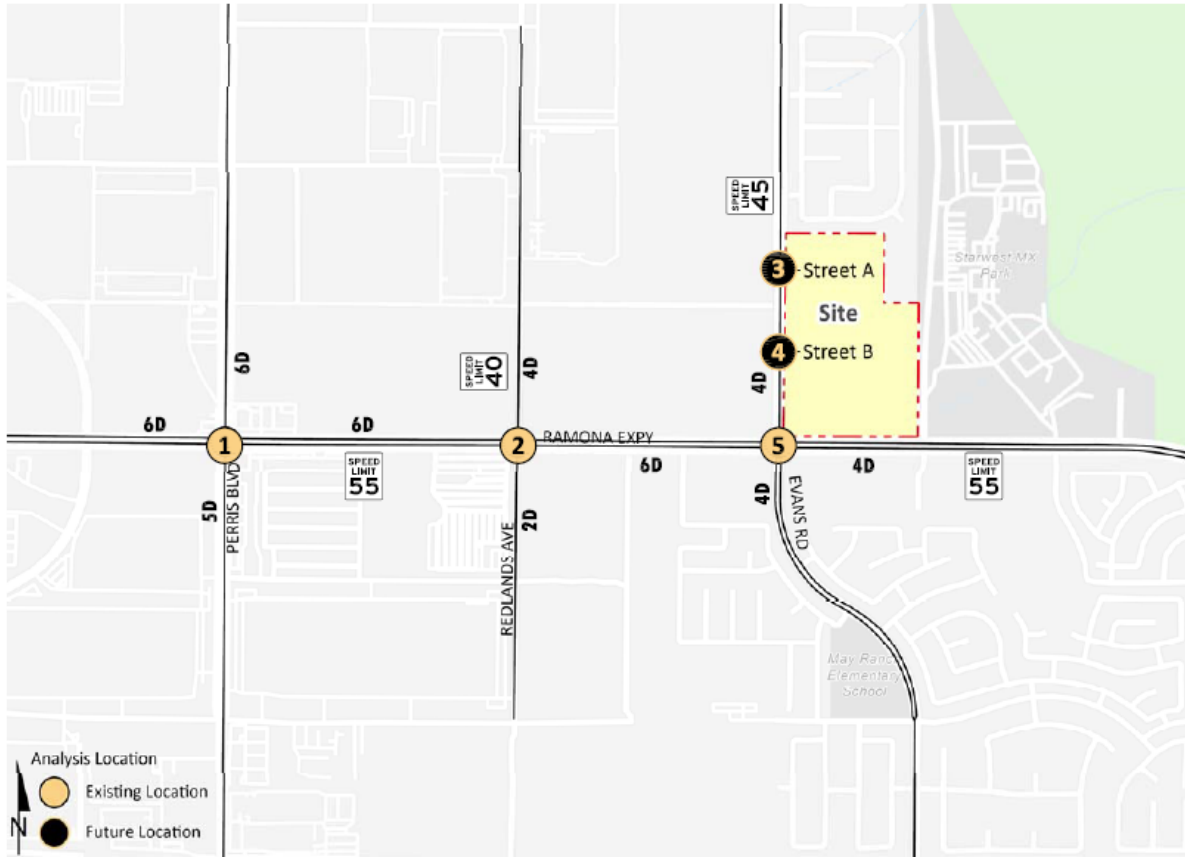 SPEED
LIMIT
45
3
Street A
Starwest MX
Park
Site
4
Street B
6D
SPEED
LIMIT
40
4D
4D
6D
6D
1
2
RAMONA EXPY
5
6D
4D
SPEED
LIMIT
55
SPEED
LIMIT
55
5D
PERRIS BLVD
2D
REDLANDS AVE
4D
EVANS RD
May Ranch
Elementary
School
Analysis Location
Existing Location
Future Location
N